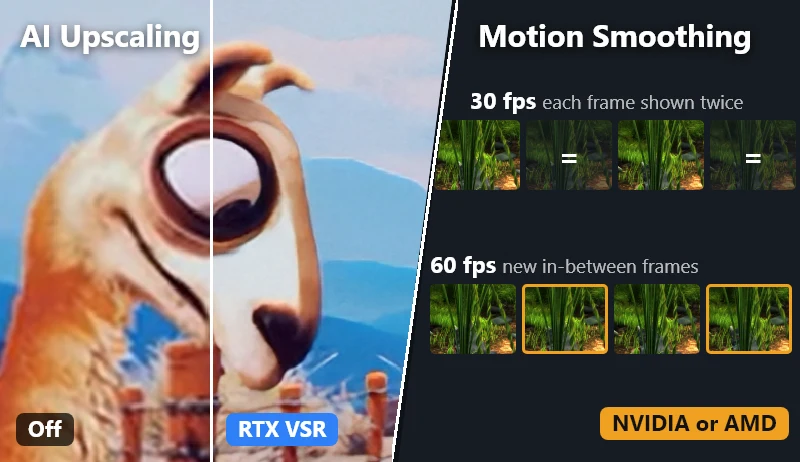 AI Upscaling
Off
RTX VSR
Motion Smoothing
30 fps each frame shown twice
= =
60 fps new in-between frames
NVIDIA or AMD